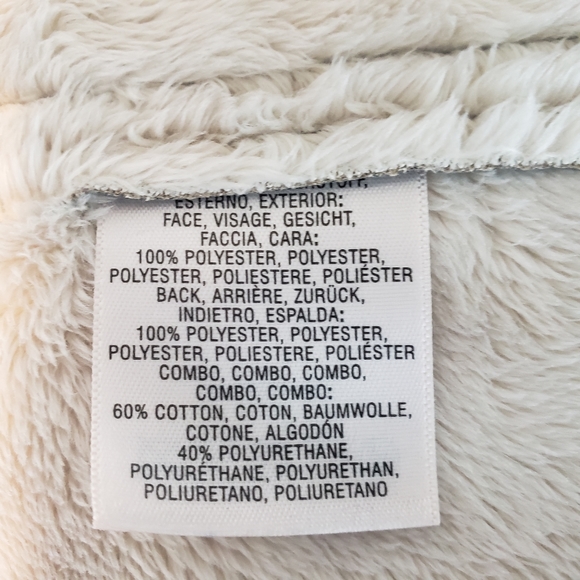 ESTERNO, EXTERIOR:
FACE, VISAGE, GESICHT,
FACCIA, CARA:
100% POLYESTER, POLYESTER,
POLYESTER, POLIESTERE, POLIÉSTER
BACK, ARRIÈRE, ZURÜCK,
INDIETRO, ESPALDA:
100% POLYESTER, POLYESTER,
POLYESTER, POLIESTERE, POLIÉSTER
COMBO, COMBO, COMBO,
COMBO, COMBO:
60% COTTON, COTON, BAUMWOLLE,
COTONE, ALGODÓN
40% POLYURETHANE,
POLYURÉTHANE, POLYURETHAN,
POLIURETANO, POLIURETANO